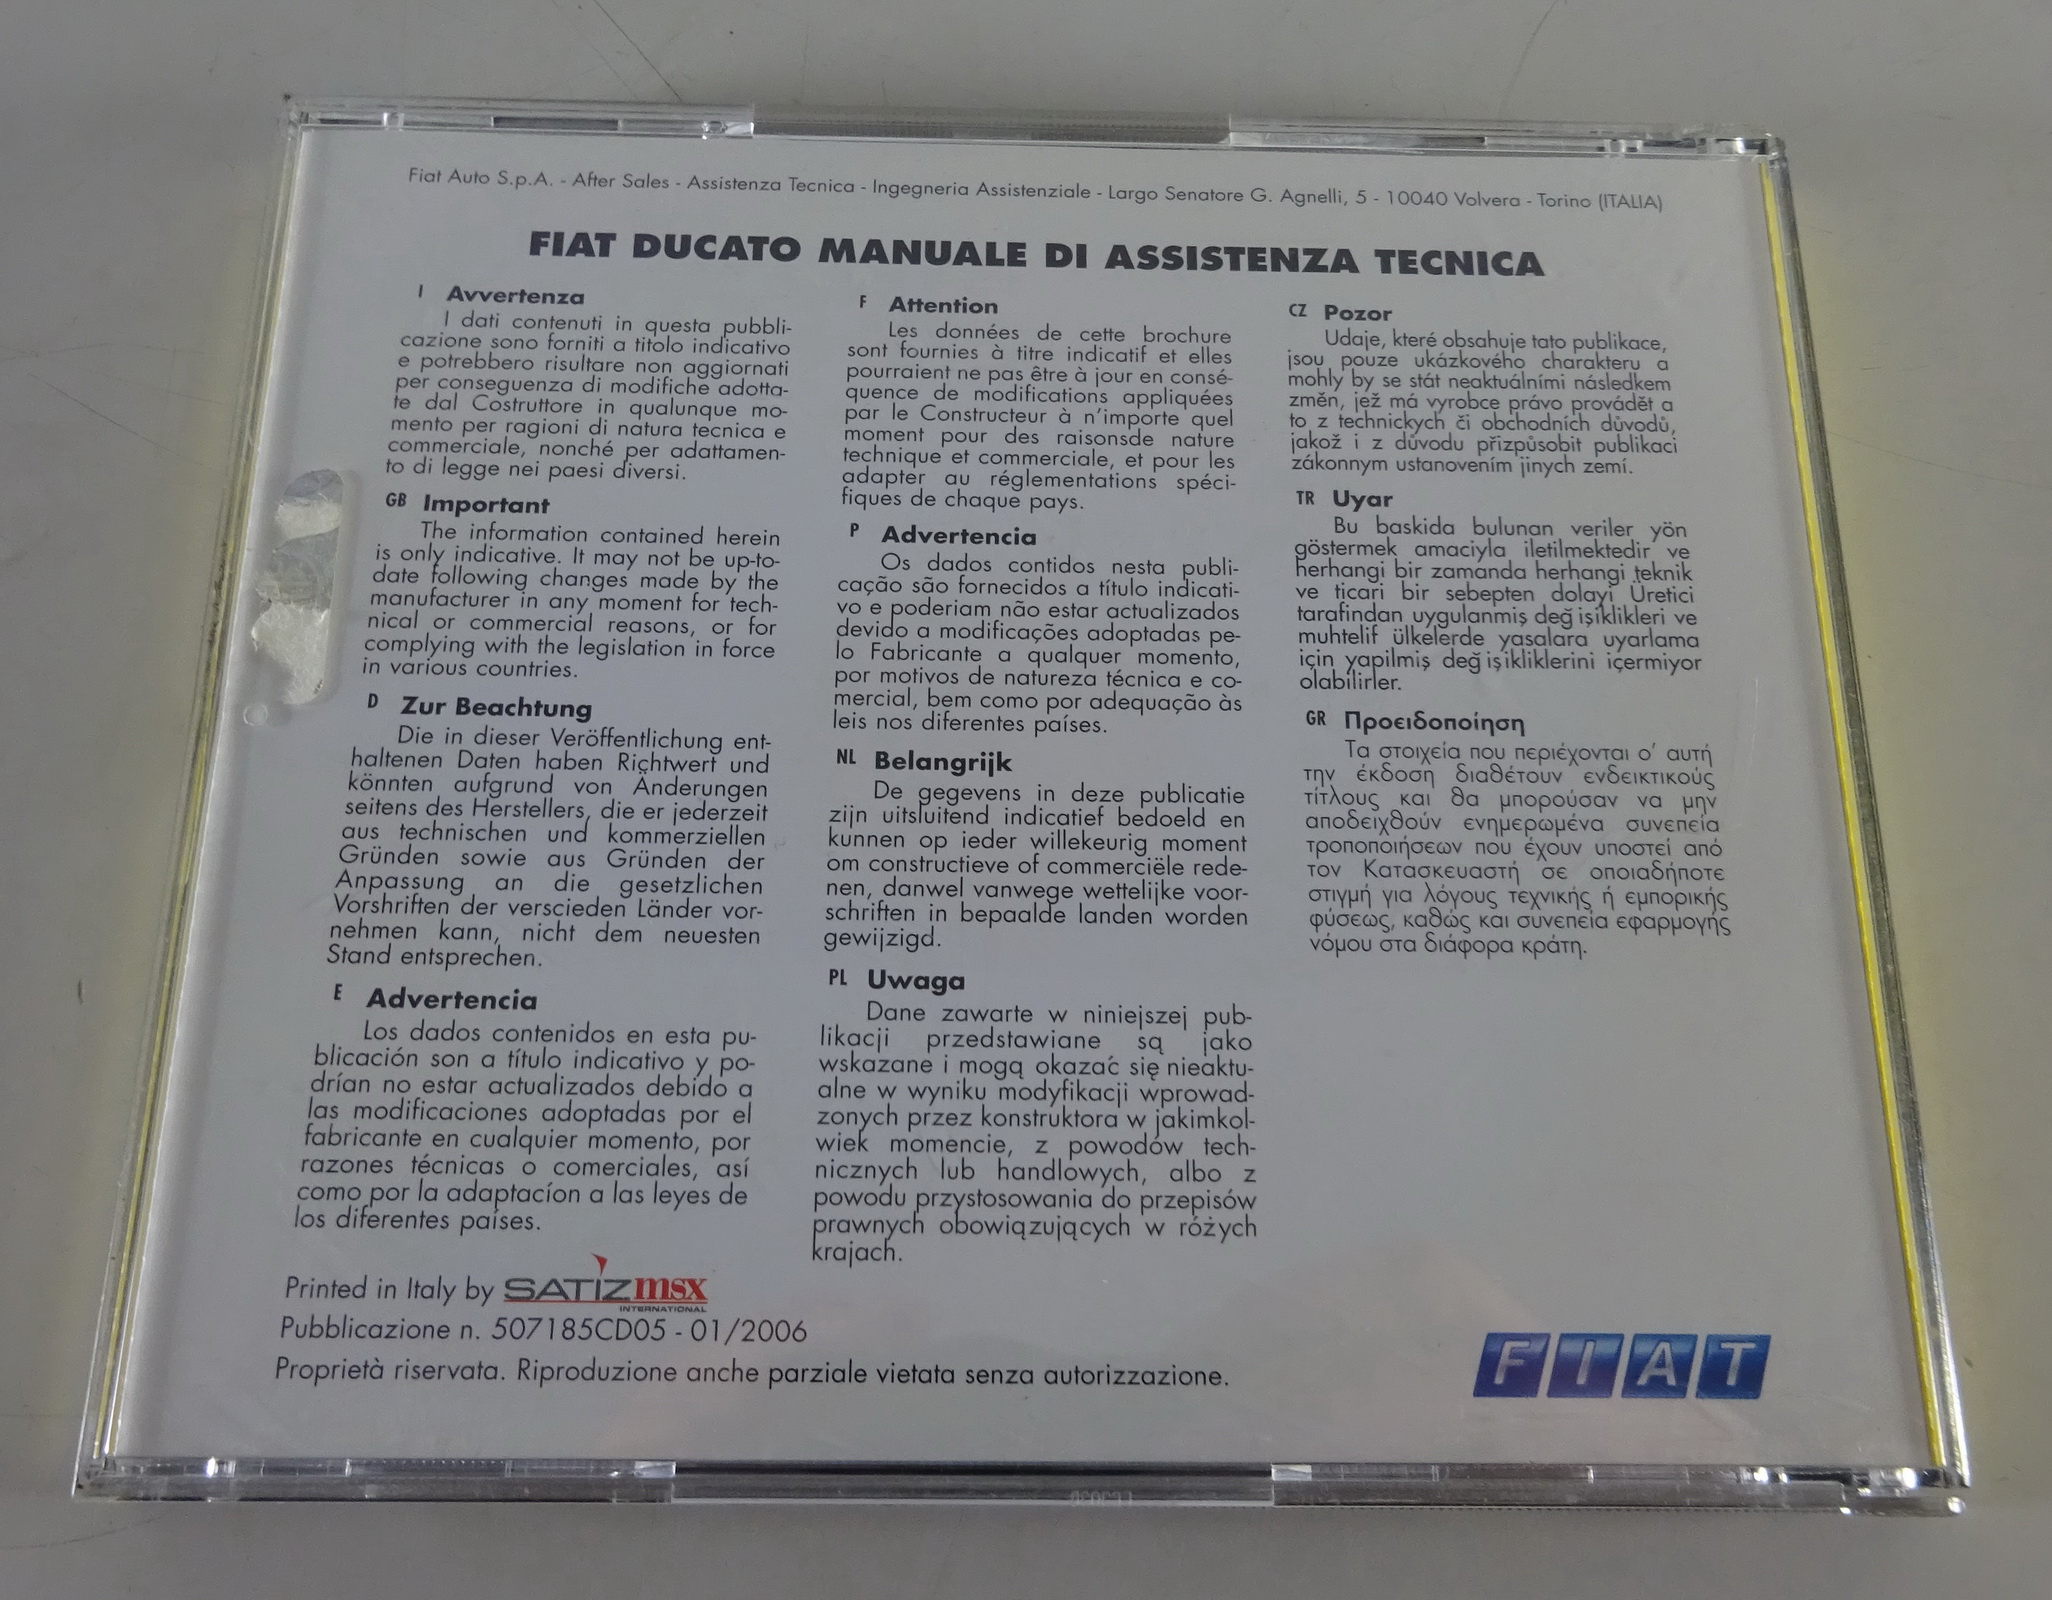 Fiat Auto S.p.A. - After Sales - Assistenza Tecnica - Ingegneria Assistenziale - Largo Senatore G. Agnelli, 5 - 10040 Volvera - Torino (ITALIA)
FIAT DUCATO MANUALE DI ASSISTENZA TECNICA
I Avvertenza
I dati contenuti in questa pubbli-
cazione sono forniti a titolo indicativo
e potrebbero risultare non aggiornati
per conseguenza di modifiche adotta-
te dal Costruttore in qualunque mo-
mento per ragioni di natura tecnica e
commerciale, nonché per adattamen-
to di legge nei paesi diversi.
GB Important
The information contained herein
is only indicative. It may not be up-to-
date following changes made by the
manufacturer in any moment for tech-
nical or commercial reasons, or for
complying with the legislation in force
in various countries.
D Zur Beachtung
Die in dieser Veröffentlichung ent-
haltenen Daten haben Richtwert und
könnten aufgrund von Änderungen
seitens des Herstellers, die er jederzeit
aus technischen und kommerziellen
Gründen sowie aus Gründen der
Anpassung an die gesetzlichen
Vorshriften der verscieden Länder vor-
nehmen kann, nicht dem neuesten
Stand entsprechen.
E Advertencia
Los dados contenidos en esta pu-
blicación son a título indicativo y po-
drían no estar actualizados debido a
las modificaciones adoptadas por el
fabricante en cualquier momento, por
razones técnicas o comerciales, así
como por la adaptacíon a las leyes de
los diferentes países.
F Attention
Les données de cette brochure
sont fournies à titre indicatif et elles
pourraient ne pas être à jour en consé-
quence de modifications appliquées
par le Constructeur à n'importe quel
moment pour des raisonsde nature
technique et commerciale, et pour les
adapter au réglementations spéci-
fiques de chaque pays.
P Advertencia
Os dados contidos nesta publi-
cação são fornecidos a título indicati-
vo e poderiam não estar actualizados
devido a modificações adoptadas pe-
lo Fabricante a qualquer momento,
por motivos de natureza técnica e co-
mercial, bem como por adequação às
leis nos diferentes países.
NL Belangrijk
De gegevens in deze publicatie
zijn uitsluitend indicatief bedoeld en
kunnen op ieder willekeurig moment
om constructieve of commerciële rede-
nen, danwel vanwege wettelijke voor-
schriften in bepaalde landen worden
gewijzigd.
PL Uwaga
Dane zawarte w niniejszej pub-
likacji przedstawiane są jako
wskazane i mogą okazać się nieaktu-
alne w wyniku modyfikacji wprowad-
zonych przez konstruktora w jakimkol-
wiek momencie, z powodów tech-
nicznych lub handlowych, albo z
powodu przystosowania do przepisów
prawnych obowiązujących w różych
krajach.
CZ Pozor
Udaje, které obsahuje tato publikace,
jsou pouze ukázkového charakteru a
mohly by se stát neaktuálními následkem
změn, jež má vyrobce právo provádět a
to z technickych či obchodních důvodů,
jakož i z důvodu přizpůsobit publikaci
zákonnym ustanovením jinych zemí.
TR Uyar
Bu baskida bulunan veriler yön
göstermek amaciyla iletilmektedir ve
herhangi bir zamanda herhangi teknik
ve ticari bir sebepten dolayi Üretici
tarafindan uygulanmiş değişiklikleri ve
muhtelif ülkelerde yasalara uyarlama
için yapilmiş değişikliklerini içermiyor
olabilirler.
GR Προειδοποίηση
Τα στοιχεία που περιέχονται σ' αυτή
την έκδοση διαθέτουν ενδεικτικούς
τίτλους και θα μπορούσαν να μην
αποδειχθούν ενημερωμένα συνεπεία
τροποποιήσεων που έχουν υποστεί από
τον Κατασκευαστή σε οποιαδήποτε
στιγμή για λόγους τεχνικής ή εμπορικής
φύσεως, καθώς και συνεπεία εφαρμογής
νόμου στα διάφορα κράτη.
Printed in Italy by SATIZ msx
INTERNATIONAL
Pubblicazione n. 507185CD05 - 01/2006
Proprietà riservata. Riproduzione anche parziale vietata senza autorizzazione.
FIAT